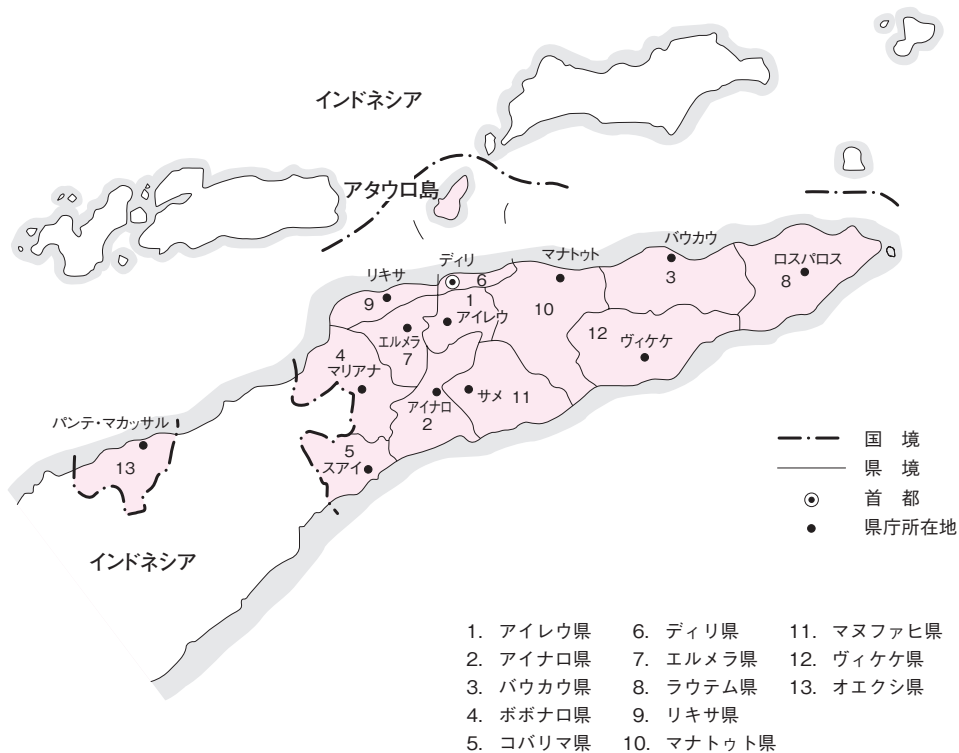 インドネシア
アタウロ島
ディリ
マナトゥト
バウカウ
リキサ
ロスパロス
6
3
8
9
1
10
アイレウ
エルメラ
7
12
ヴィケケ
4
マリアナ
アイナロ
2
サメ 11
パンテ・マカッサル
13
5
スアイ
インドネシア
国 境
県 境
首 都
県庁所在地
1. アイレウ県
2. アイナロ県
3. バウカウ県
4. ボボナロ県
5. コバリマ県
6. ディリ県
7. エルメラ県
8. ラウテム県
9. リキサ県
10. マナトゥト県
11. マヌファヒ県
12. ヴィケケ県
13. オエクシ県